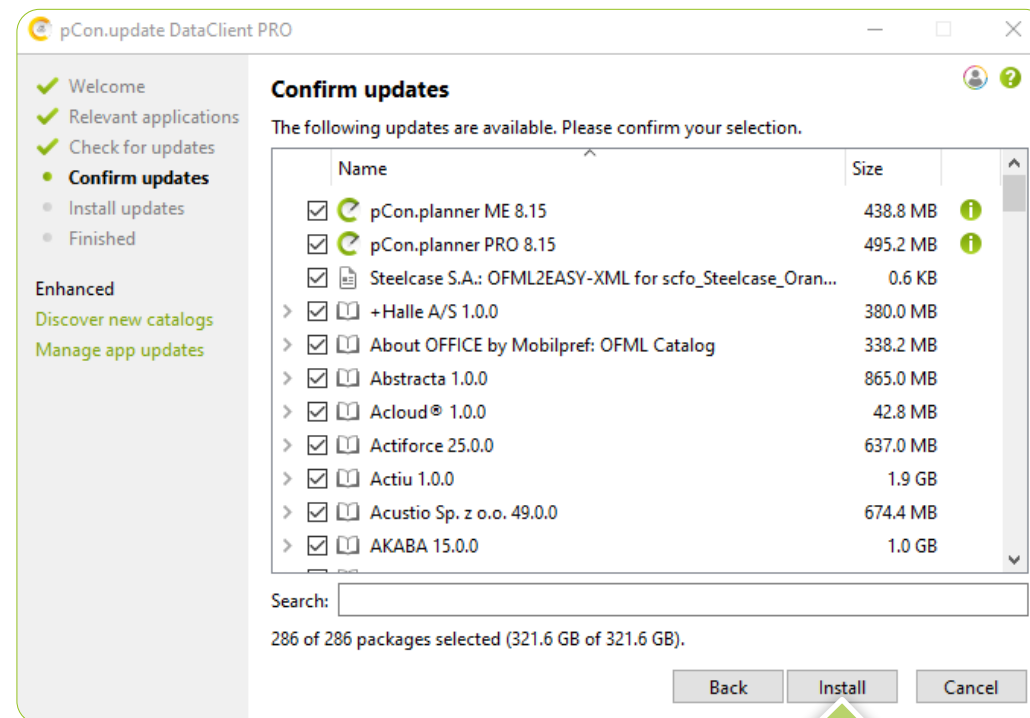 pCon.update DataClient PRO
Welcome
Relevant applications
Check for updates
Confirm updates
Install updates
Finished
Enhanced
Discover new catalogs
Manage app updates
Confirm updates
The following updates are available. Please confirm your selection.
Name Size
pCon.planner ME 8.15 438.8 MB
pCon.planner PRO 8.15 495.2 MB
Steelcase S.A.: OFML2EASY-XML for scfo_Steelcase_Oran... 0.6 KB
+Halle A/S 1.0.0 380.0 MB
About OFFICE by Mobilpref: OFML Catalog 338.2 MB
Abstracta 1.0.0 865.0 MB
Acloud® 1.0.0 42.8 MB
Actiforce 25.0.0 637.0 MB
Actiu 1.0.0 1.9 GB
Acustio Sp. z o.o. 49.0.0 674.4 MB
AKABA 15.0.0 1.0 GB
Search:
286 of 286 packages selected (321.6 GB of 321.6 GB).
Back Install Cancel